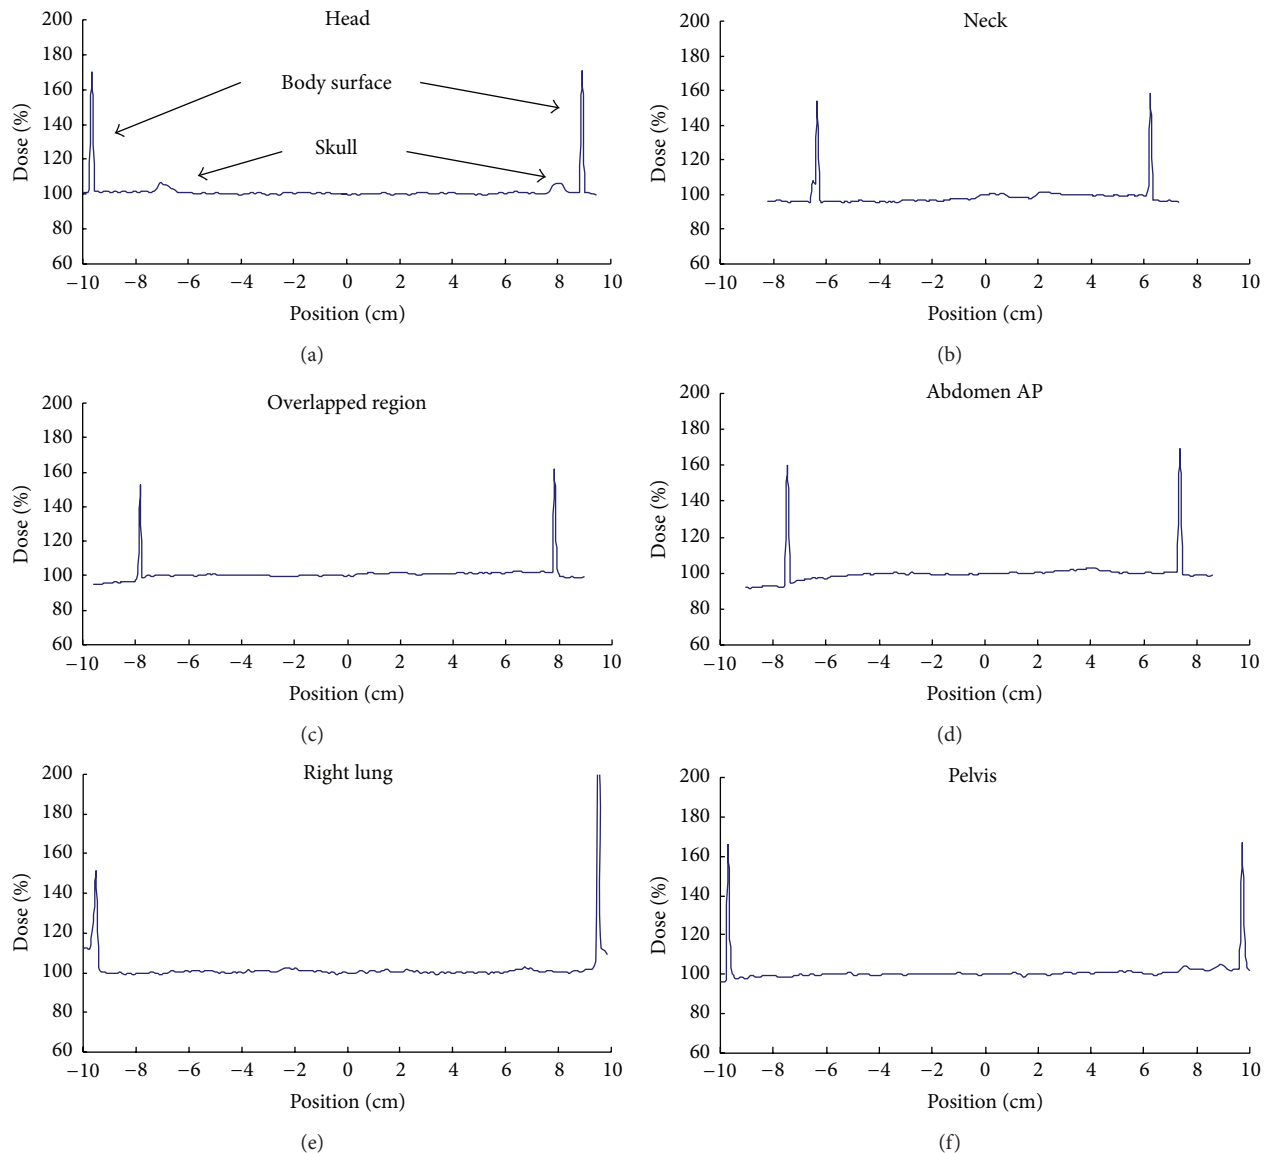 Head
200
180
160
140
120
100
80
60
Dose (%)
Body surface
Skull
−10 −8 −6 −4 −2 0 2 4 6 8 10
Position (cm)
(a)
Neck
200
180
160
140
120
100
80
60
Dose (%)
−10 −8 −6 −4 −2 0 2 4 6 8 10
Position (cm)
(b)
Overlapped region
200
180
160
140
120
100
80
60
Dose (%)
−10 −8 −6 −4 −2 0 2 4 6 8 10
Position (cm)
(c)
Abdomen AP
200
180
160
140
120
100
80
60
Dose (%)
−10 −8 −6 −4 −2 0 2 4 6 8 10
Position (cm)
(d)
Right lung
200
180
160
140
120
100
80
60
Dose (%)
−10 −8 −6 −4 −2 0 2 4 6 8 10
Position (cm)
(e)
Pelvis
200
180
160
140
120
100
80
60
Dose (%)
−10 −8 −6 −4 −2 0 2 4 6 8 10
Position (cm)
(f)